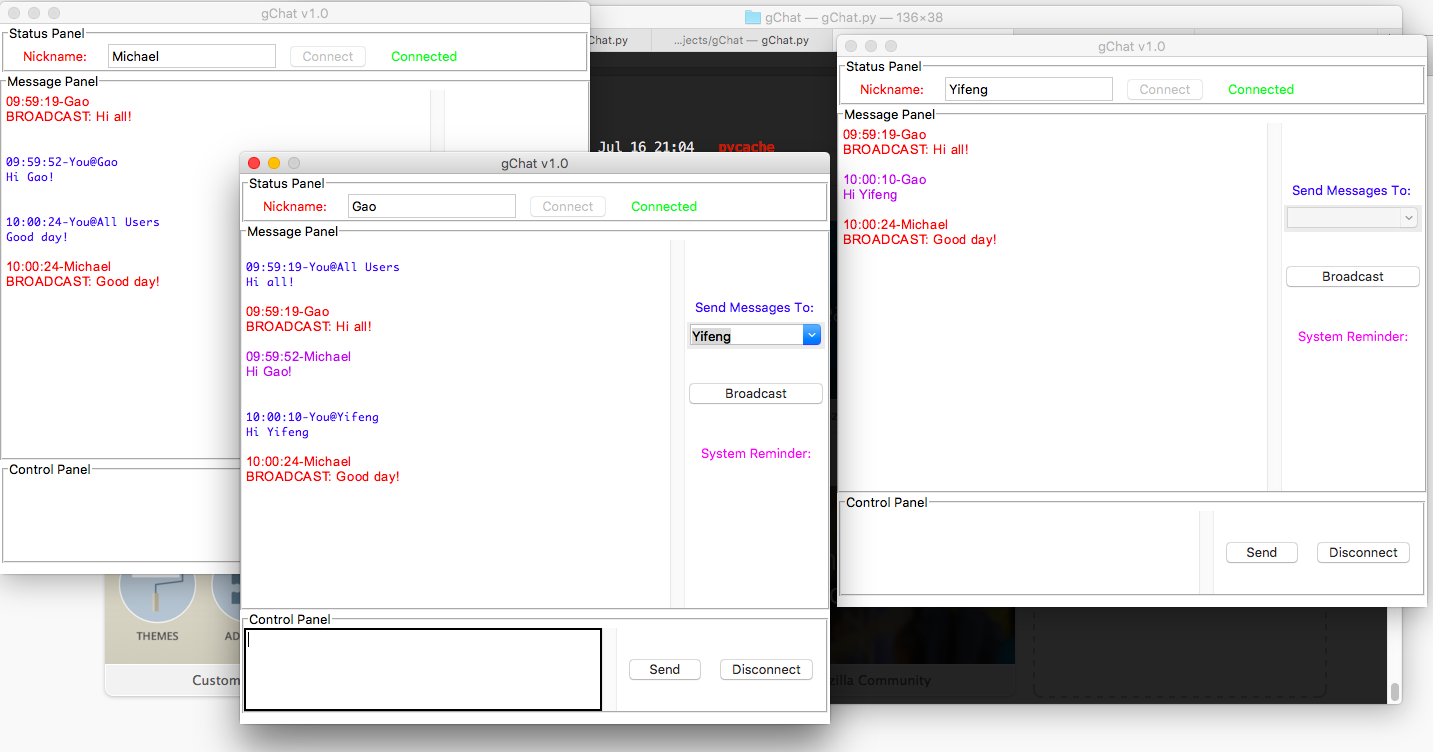 gChat v1.0
Status Panel
Nickname:
Michael
Connect
Connected
Message Panel
09:59:19-Gao
BROADCAST: Hi all!
09:59:52-You@Gao
Hi Gao!
10:00:24-You@All Users
Good day!
10:00:24-Michael
BROADCAST: Good day!
Control Panel
gChat — gChat.py — 136×38
Chat.py
...jects/gChat — gChat.py
Jul 16 21:04 pycache
gChat v1.0
Status Panel
Nickname:
Gao
Connect
Connected
Message Panel
09:59:19-You@All Users
Hi all!
09:59:19-Gao
BROADCAST: Hi all!
09:59:52-Michael
Hi Gao!
10:00:10-You@Yifeng
Hi Yifeng
10:00:24-Michael
BROADCAST: Good day!
Send Messages To:
Yifeng
Broadcast
System Reminder:
Control Panel
Send
Disconnect
gChat v1.0
Status Panel
Nickname:
Yifeng
Connect
Connected
Message Panel
09:59:19-Gao
BROADCAST: Hi all!
10:00:10-Gao
Hi Yifeng
10:00:24-Michael
BROADCAST: Good day!
Send Messages To:
Broadcast
System Reminder:
Control Panel
Send
Disconnect
THEMES
AD
Custom
zilla Community